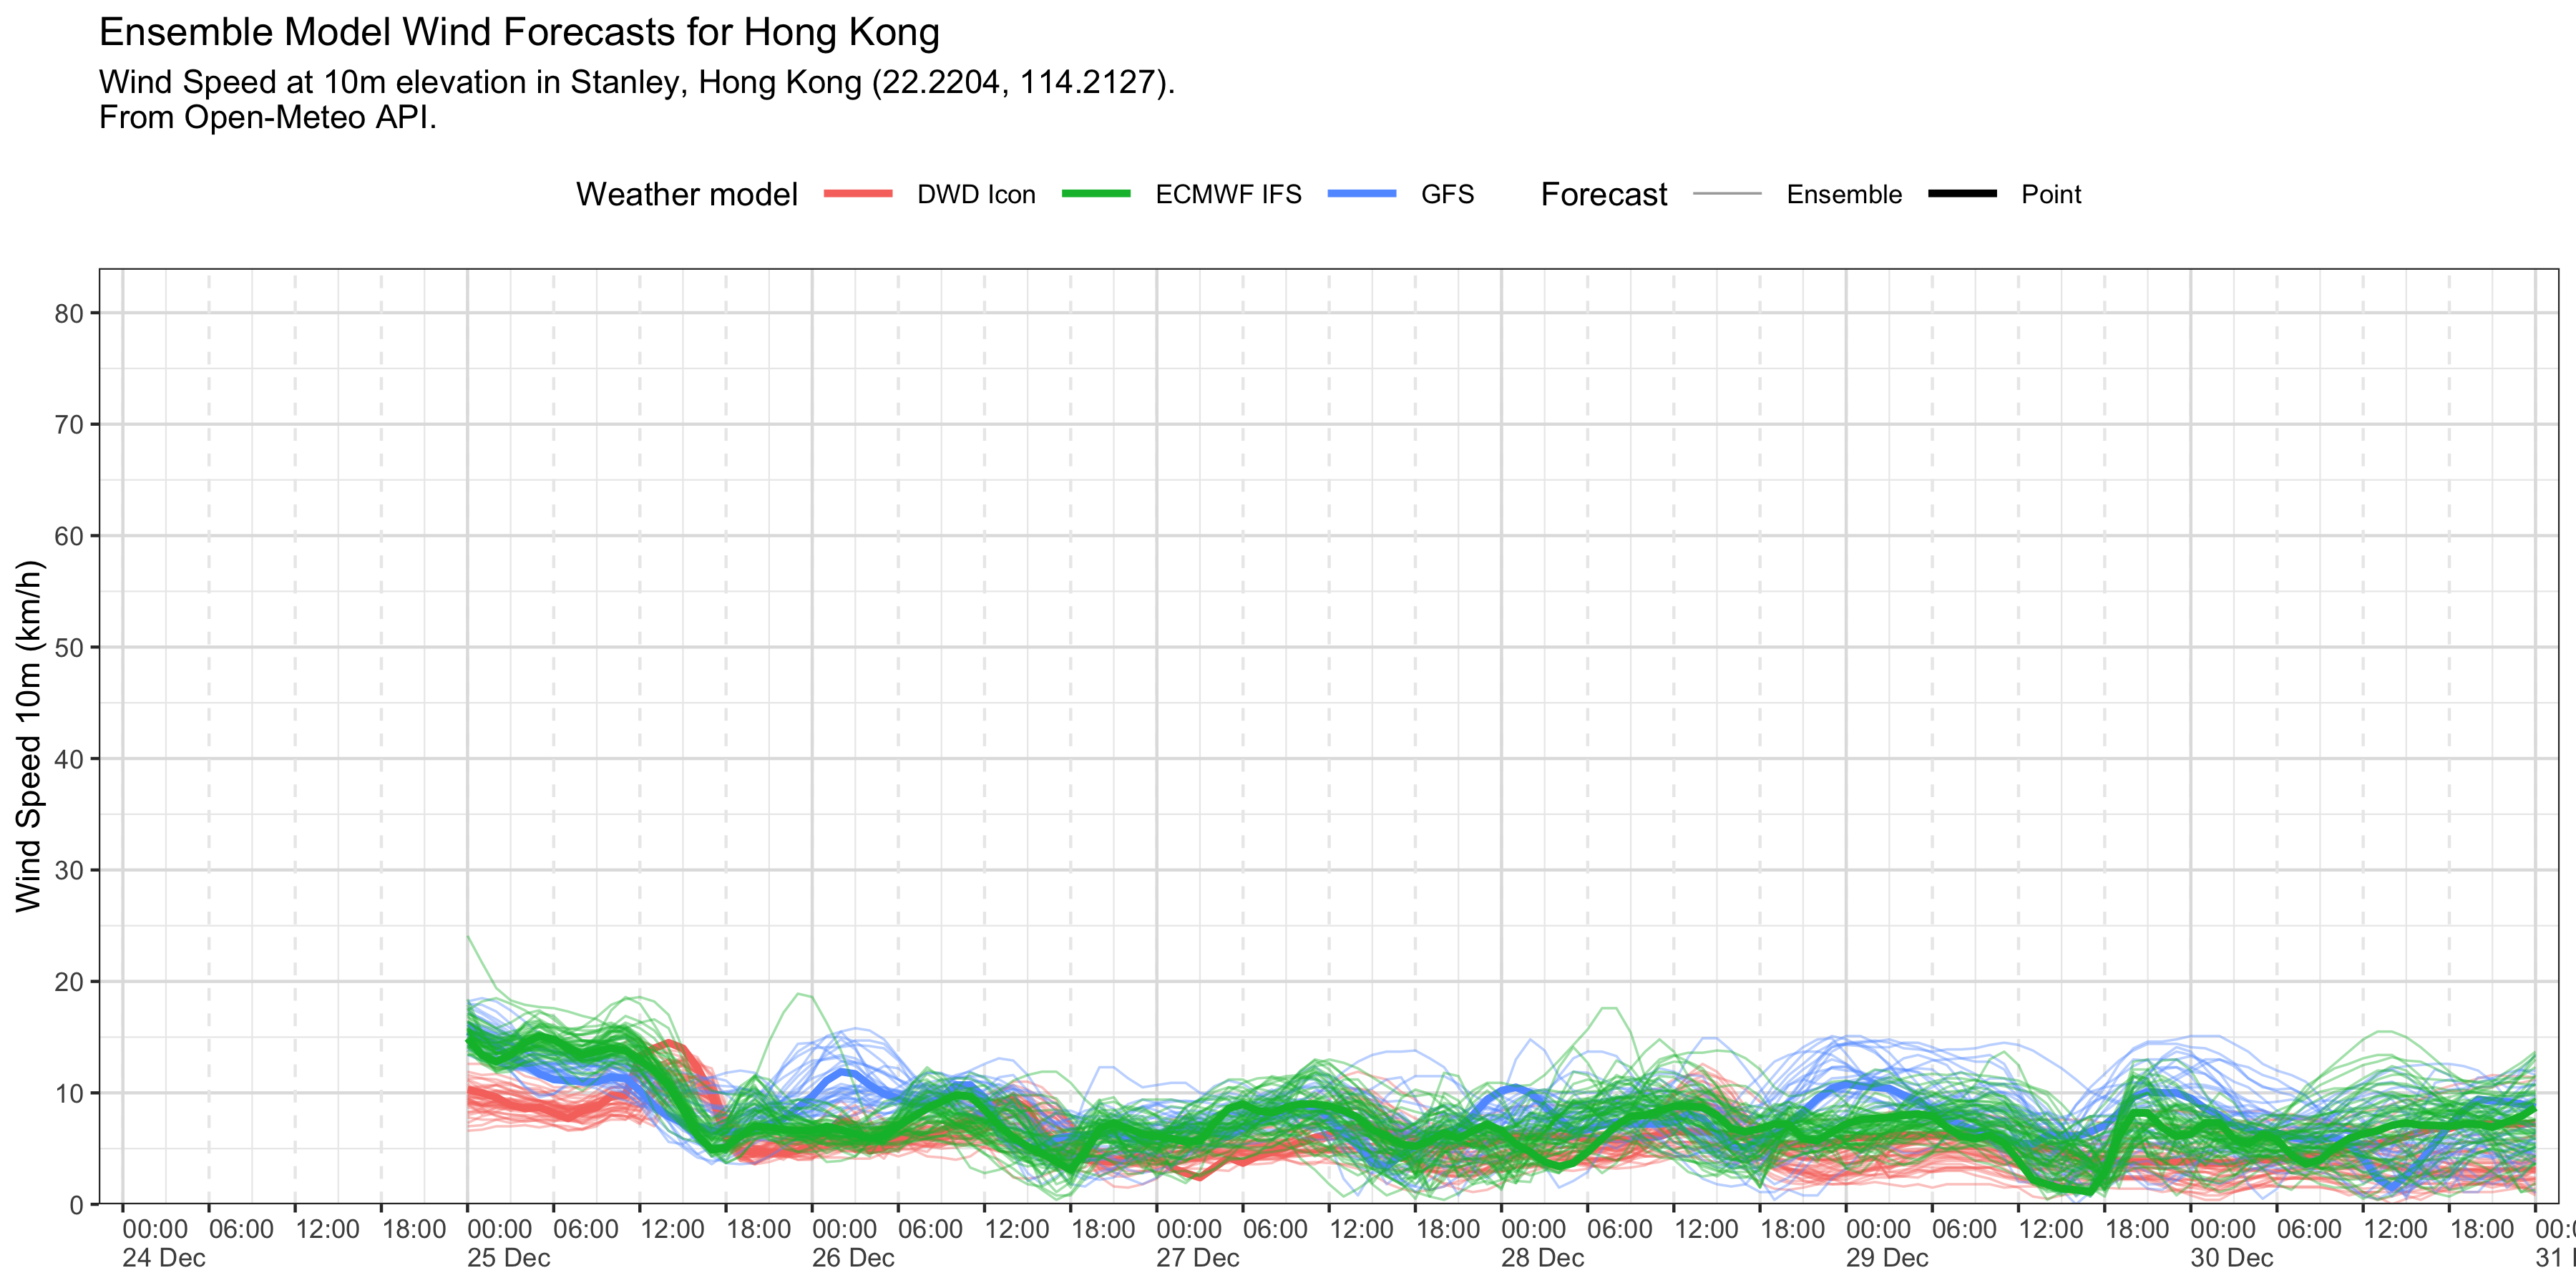 Ensemble Model Wind Forecasts for Hong Kong
Wind Speed at 10m elevation in Stanley, Hong Kong (22.2204, 114.2127).
From Open-Meteo API.
Weather model DWD Icon ECMWF IFS GFS Forecast Ensemble Point
Wind Speed 10m (km/h)
80
70
60
50
40
30
20
10
0
00:00 06:00 12:00 18:00 00:00 06:00 12:00 18:00 00:00 06:00 12:00 18:00 00:00 06:00 12:00 18:00 00:00 06:00 12:00 18:00 00:00 06:00 12:00 18:00 00:00 06:00 12:00 18:00
24 Dec 25 Dec 26 Dec 27 Dec 28 Dec 29 Dec 30 Dec 31